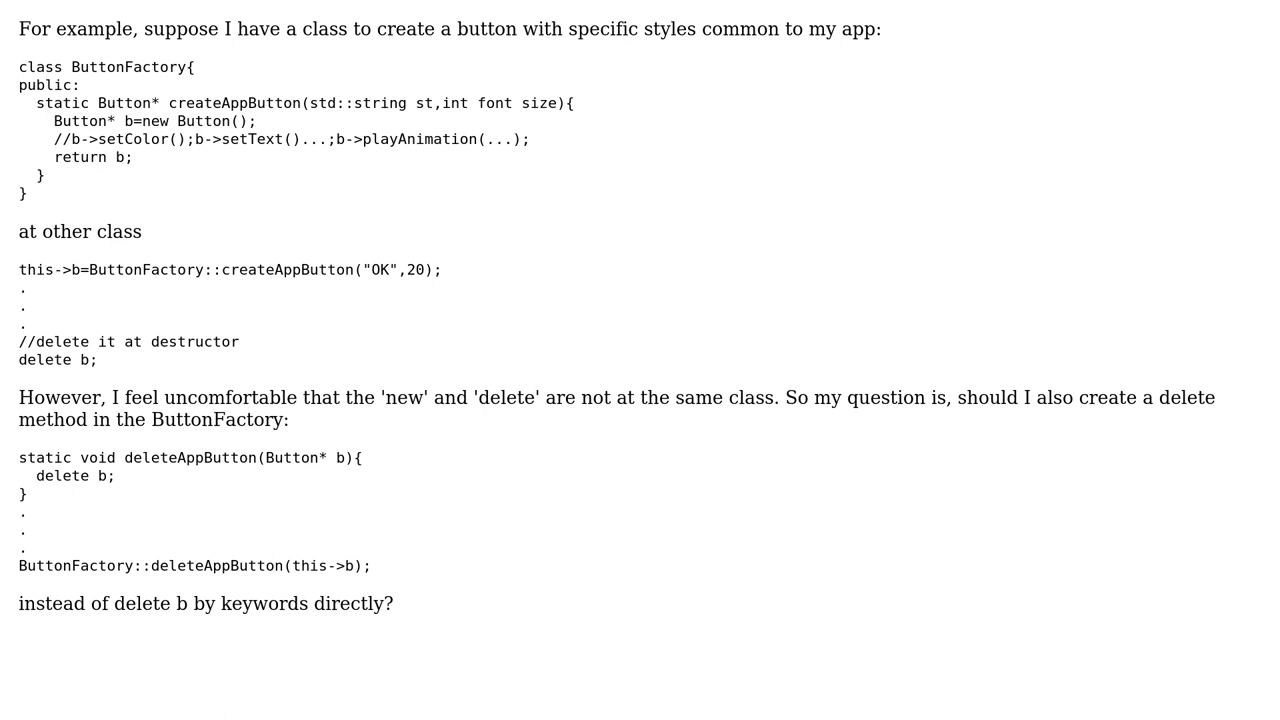 For example, suppose I have a class to create a button with specific styles common to my app:
class ButtonFactory{
public:
  static Button* createAppButton(std::string st,int font size){
    Button* b=new Button();
    //b->setColor();b->setText()...;b->playAnimation(...);
    return b;
  }
}
at other class
this->b=ButtonFactory::createAppButton("OK",20);
.
.
.
//delete it at destructor
delete b;
However, I feel uncomfortable that the 'new' and 'delete' are not at the same class. So my question is, should I also create a delete
method in the ButtonFactory:
static void deleteAppButton(Button* b){
  delete b;
}
.
.
.
ButtonFactory::deleteAppButton(this->b);
instead of delete b by keywords directly?